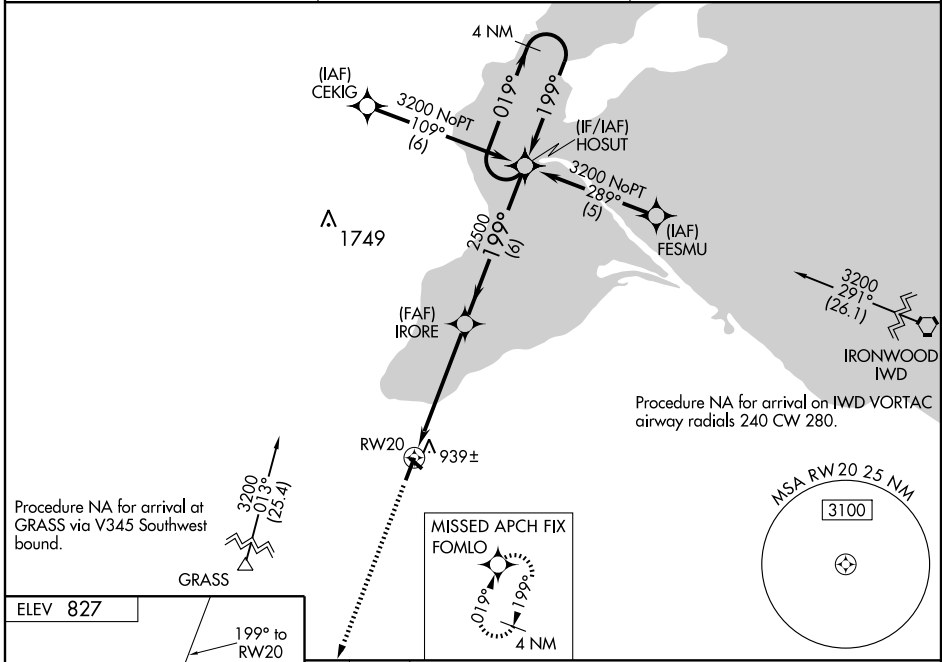 4 NM
019°
199°
(IAF)
CEKIG
3200 NoPT
109°
(6)
(IF/IAF)
HOSUT
3200 NoPT
289°
(5)
(IAF)
FESMU
1749
2500
199°
(6)
(FAF)
IRORE
3200
291°
(26.1)
IRONWOOD
IWD
Procedure NA for arrival on IWD VORTAC
airway radials 240 CW 280.
RW20
939±
Procedure NA for arrival at
GRASS via V345 Southwest
bound.
3200
013°
(25.4)
GRASS
MISSED APCH FIX
FOMLO
019°
199°
4 NM
MSA RW20 25 NM
3100
ELEV 827
199° to
RW20